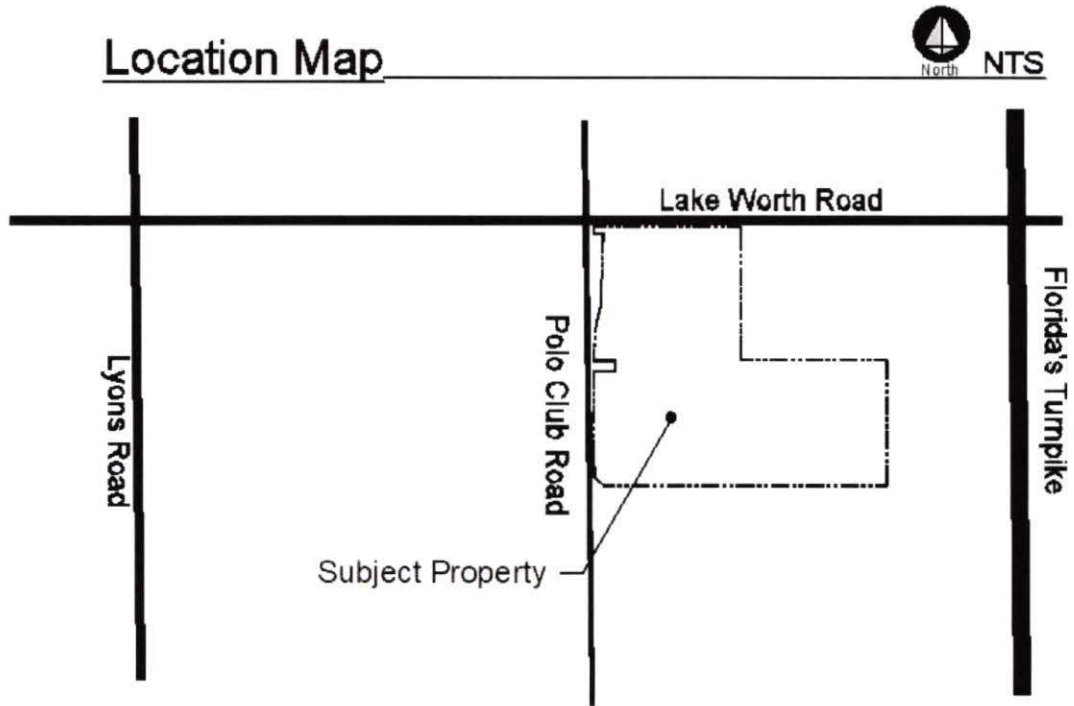 Location Map
North
NTS
Lake Worth Road
Lyons Road
Polo Club Road
Florida's Turnpike
Subject Property